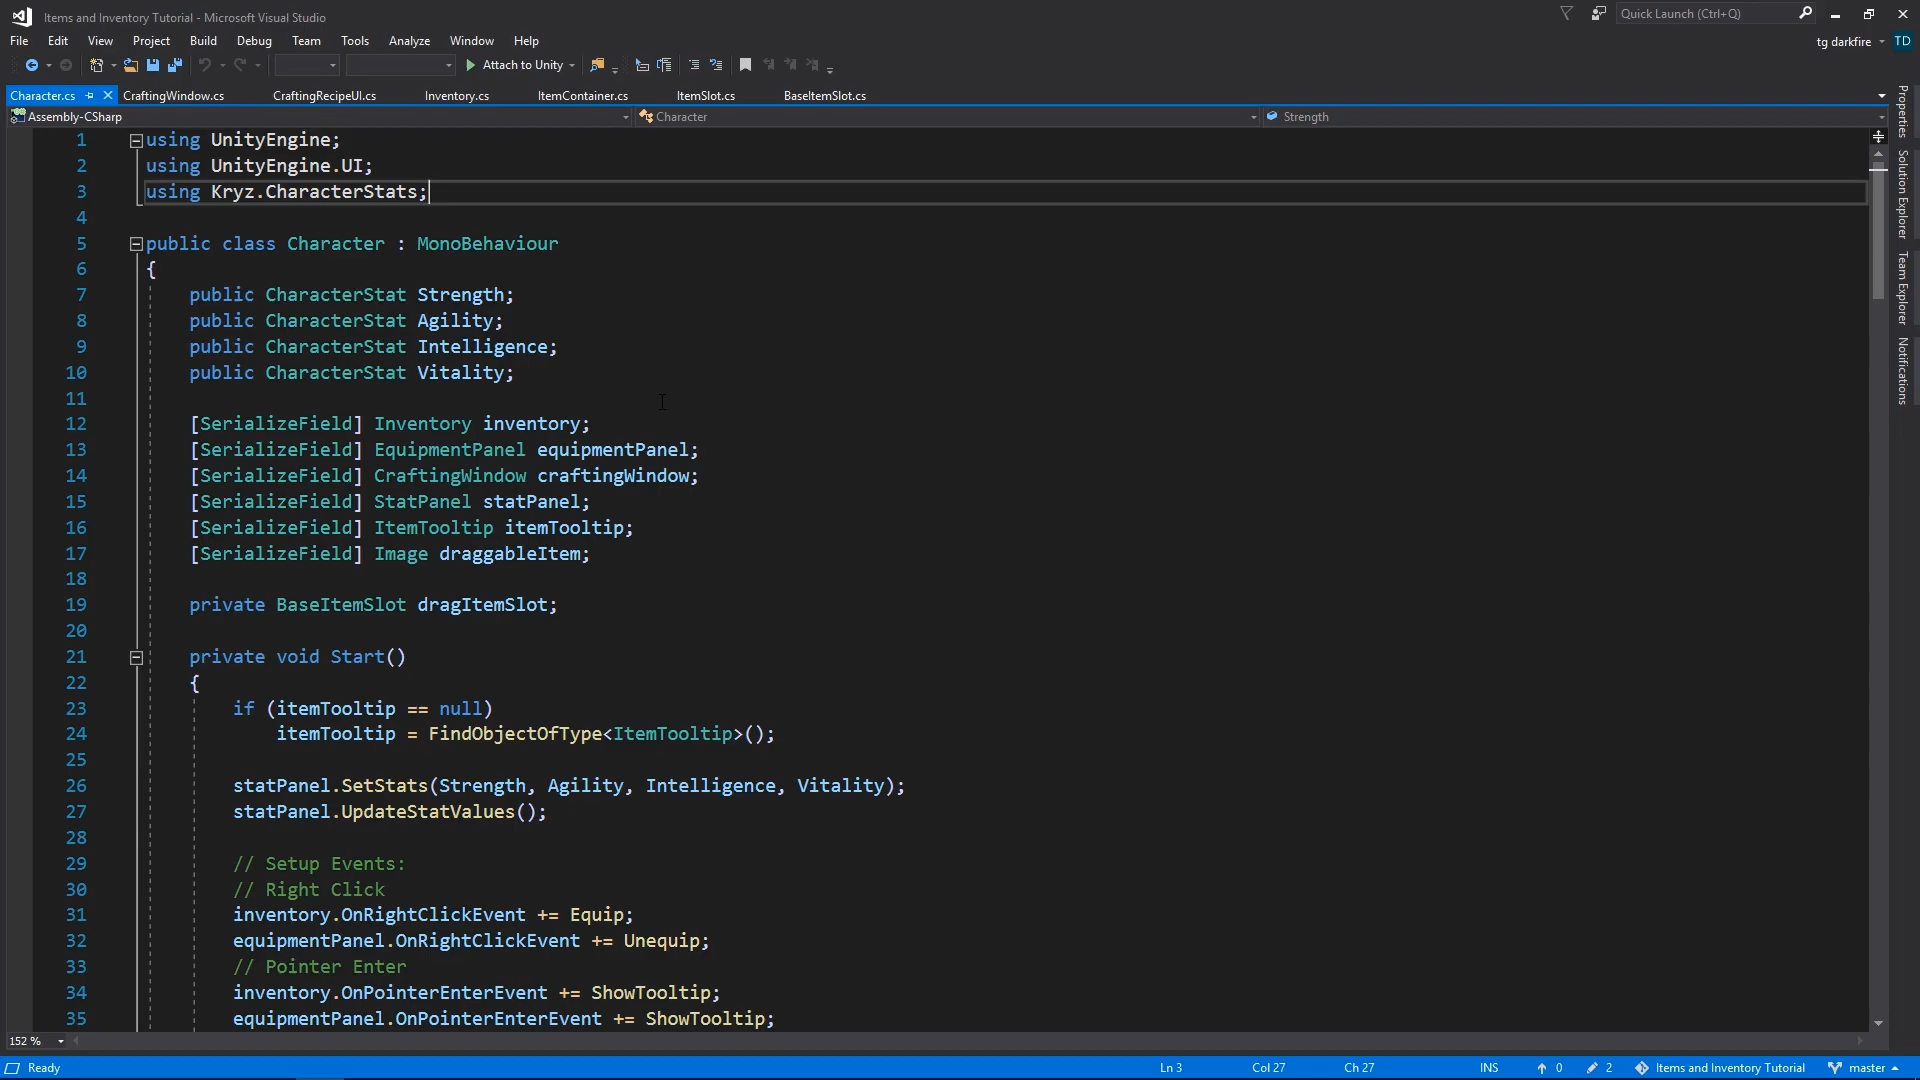 Items and Inventory Tutorial - Microsoft Visual Studio
Quick Launch (Ctrl+Q)
File Edit View Project Build Debug Team Tools Analyze Window Help
tg darkfire TD
Attach to Unity
Character.cs CraftingWindow.cs CraftingRecipeUI.cs Inventory.cs ItemContainer.cs ItemSlot.cs BaseItemSlot.cs
Assembly-CSharp Character Strength
1 using UnityEngine;
2 using UnityEngine.UI;
3 using Kryz.CharacterStats;
4
5 public class Character : MonoBehaviour
6 {
7 public CharacterStat Strength;
8 public CharacterStat Agility;
9 public CharacterStat Intelligence;
10 public CharacterStat Vitality;
11
12 [SerializeField] Inventory inventory;
13 [SerializeField] EquipmentPanel equipmentPanel;
14 [SerializeField] CraftingWindow craftingWindow;
15 [SerializeField] StatPanel statPanel;
16 [SerializeField] ItemTooltip itemTooltip;
17 [SerializeField] Image draggableItem;
18
19 private BaseItemSlot dragItemSlot;
20
21 private void Start()
22 {
23 if (itemTooltip == null)
24 itemTooltip = FindObjectOfType<ItemTooltip>();
25
26 statPanel.SetStats(Strength, Agility, Intelligence, Vitality);
27 statPanel.UpdateStatValues();
28
29 // Setup Events:
30 // Right Click
31 inventory.OnRightClickEvent += Equip;
32 equipmentPanel.OnRightClickEvent += Unequip;
33 // Pointer Enter
34 inventory.OnPointerEnterEvent += ShowTooltip;
35 equipmentPanel.OnPointerEnterEvent += ShowTooltip;
Properties
Solution Explorer
Team Explorer
Notifications
152 %
Ready Ln 3 Col 27 Ch 27 INS 0 2 Items and Inventory Tutorial master